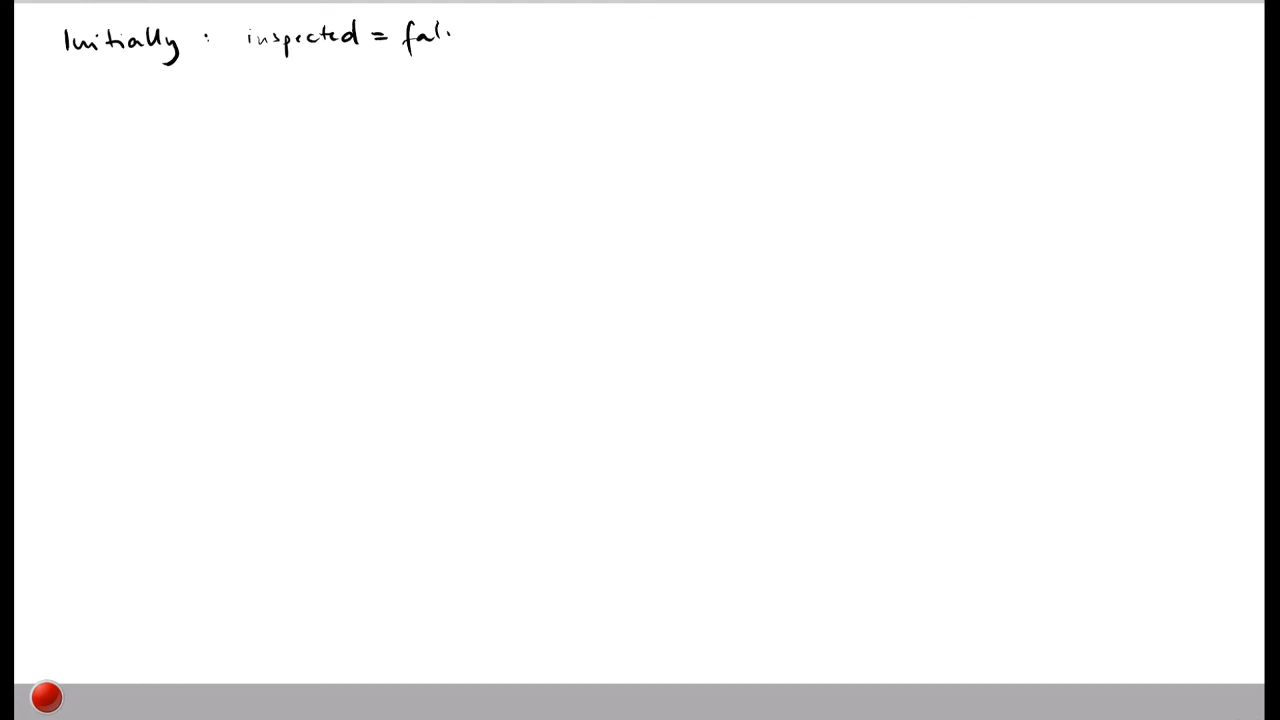 Initially : inspected = fal